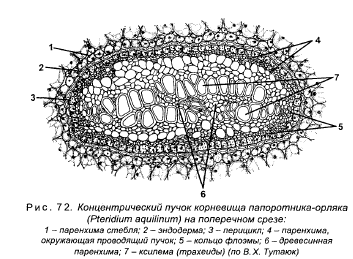 1
2
3
4
7
5
6
Рис. 72. Концентрический пучок корневища папоротника-орляка
(Pteridium aquilinum) на поперечном срезе:
1 – паренхима стебля; 2 – эндодерма; 3 – перицикл; 4 – паренхима,
окружающая проводящий пучок; 5 – кольцо флоэмы; 6 – древесинная
паренхима; 7 – ксилема (трахеиды) (по В.Х. Тутаюк)